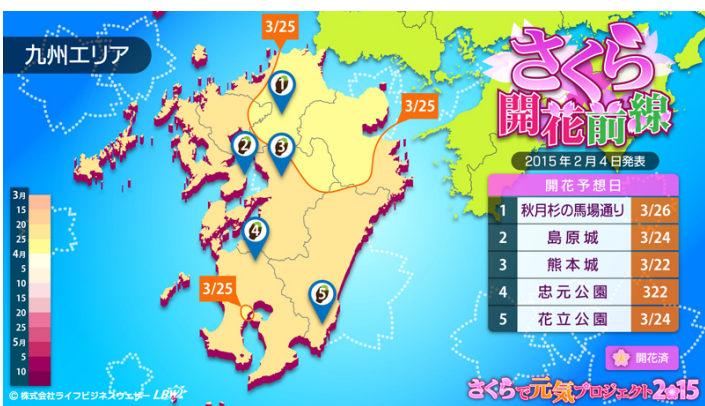 九州エリア
3/25
3/25
3/25
1
2
3
4
5
さくら
開花前線
2015年2月4日発表
開花予想日
1 秋月杉の馬場通り 3/26
2 島原城 3/24
3 熊本城 3/22
4 忠元公園 322
5 花立公園 3/24
開花済
3月
15
20
25
4月
5
10
15
20
25
5月
5
10
© 株式会社ライフビジネスウェザー LBW
さくらで元気プロジェクト2015